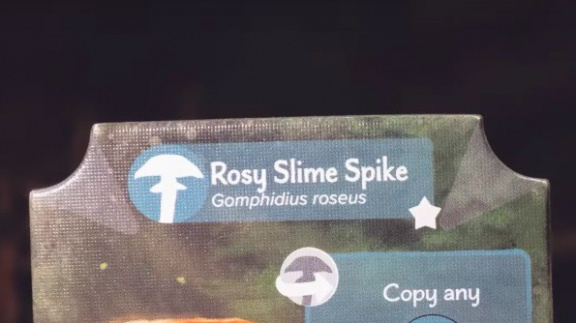 Rosy Slime Spike
Gomphidius roseus
Copy any